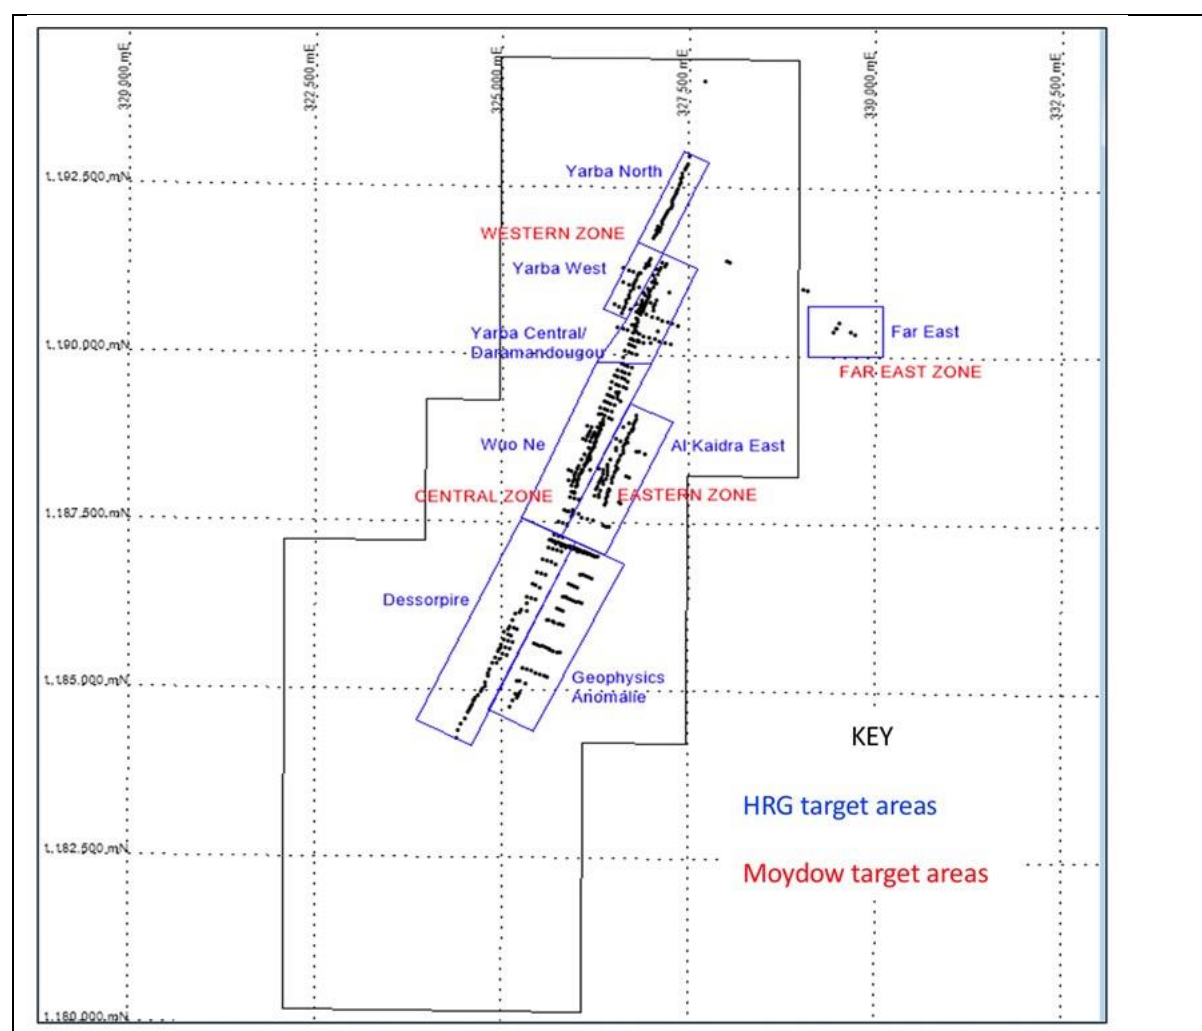 320,000 mE
322,500 mE
325,000 mE
327,500 mE
330,000 mE
332,500 mE
1,192,500 mN
Yarba North
WESTERN ZONE
Yarba West
Yarba Central/
Daramandougou
1,190,000 mN
Far East
FAR EAST ZONE
Wuo Ne
Al Kaidra East
CENTRAL ZONE
EASTERN ZONE
1,187,500 mN
Dessorpire
Geophysics
Anomalie
1,185,000 mN
KEY
HRG target areas
1,182,500 mN
Moydow target areas
1,180,000 mN